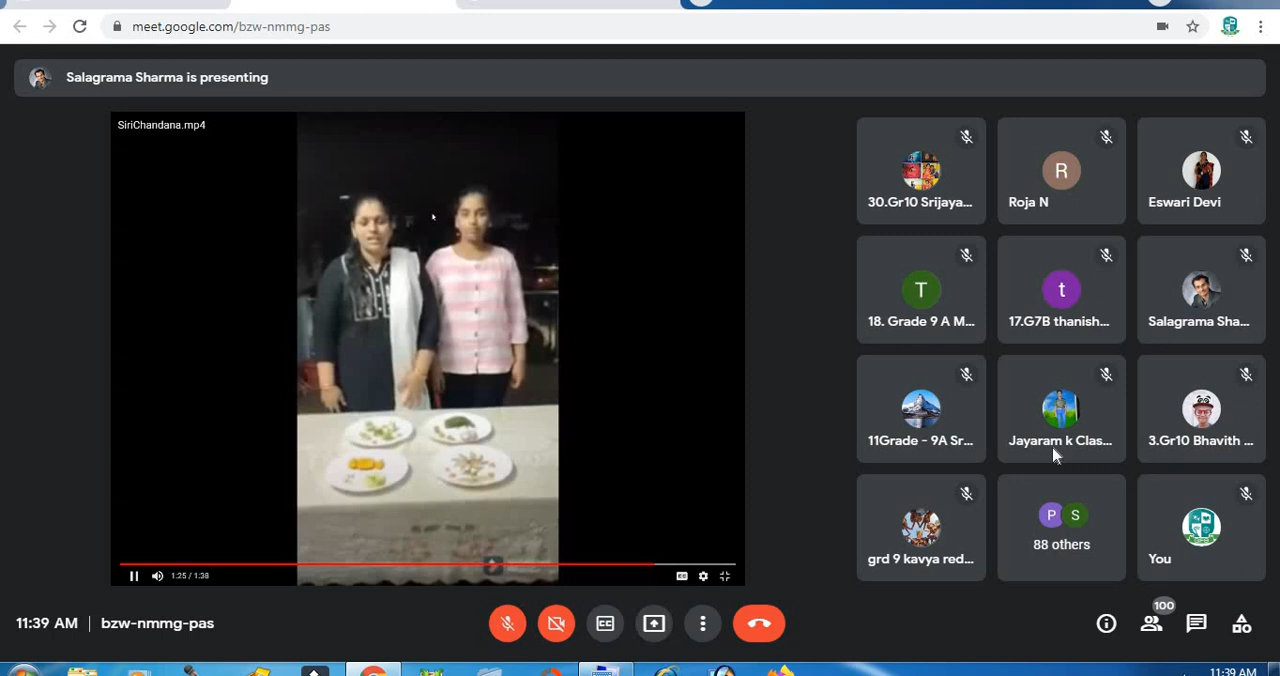 meet.google.com/bzw-nmmg-pas
Salagrama Sharma is presenting
SiriChandana.mp4
30.Gr10 Srijaya...
Roja N
Eswari Devi
T
18. Grade 9 A M...
R
t
17.G7B thanish...
Salagrama Sha...
11Grade - 9A Sr...
Jayaram k Clas...
3.Gr10 Bhavith ...
grd 9 kavya red...
P S
88 others
You
1:25 / 1:38
CC
11:39 AM | bzw-nmmg-pas
CC
100
11:39 AM